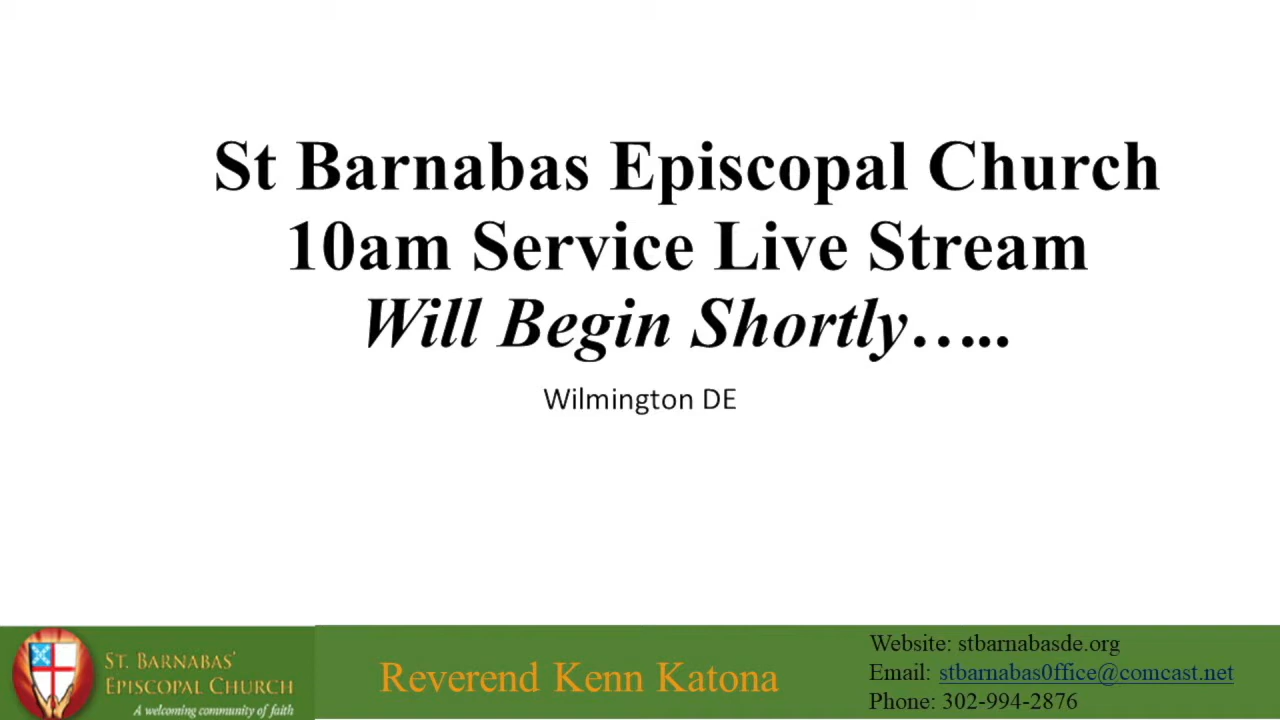 St Barnabas Episcopal Church
10am Service Live Stream
Will Begin Shortly…..
Wilmington DE
ST. BARNABAS'
EPISCOPAL CHURCH
A welcoming community of faith
Reverend Kenn Katona
Website: stbarnabasde.org
Email: stbarnabas0ffice@comcast.net
Phone: 302-994-2876